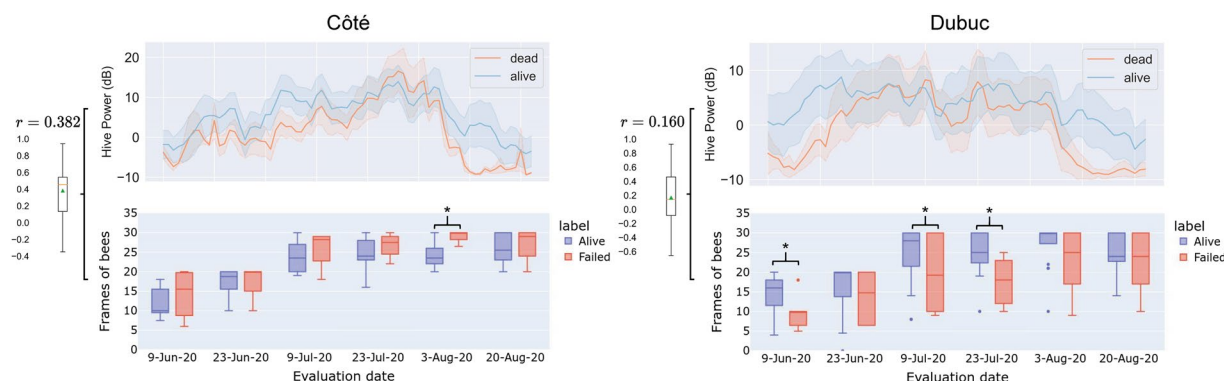 Côté
Hive Power (dB)
20
10
0
−10
dead
alive
r = 0.382
1.0
0.8
0.6
0.4
0.2
0.0
−0.2
−0.4
Frames of bees
35
30
25
20
15
10
5
0
*
label
Alive
Failed
9-Jun-20 23-Jun-20 9-Jul-20 23-Jul-20 3-Aug-20 20-Aug-20
Evaluation date
Dubuc
Hive Power (dB)
10
0
−10
dead
alive
r = 0.160
1.0
0.8
0.6
0.4
0.2
0.0
−0.2
−0.4
−0.6
Frames of bees
35
30
25
20
15
10
5
0
*
*
*
label
Alive
Failed
9-Jun-20 23-Jun-20 9-Jul-20 23-Jul-20 3-Aug-20 20-Aug-20
Evaluation date